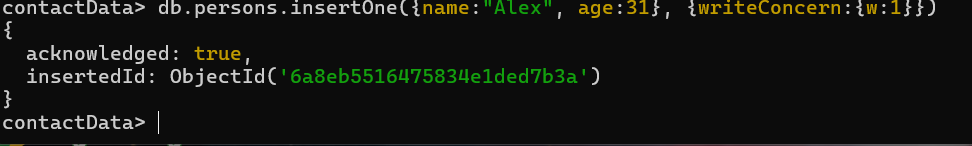 contactData> db.persons.insertOne({name:"Alex", age:31}, {writeConcern:{w:1}})
{
  acknowledged: true,
  insertedId: ObjectId('6a8eb5516475834e1ded7b3a')
}
contactData>